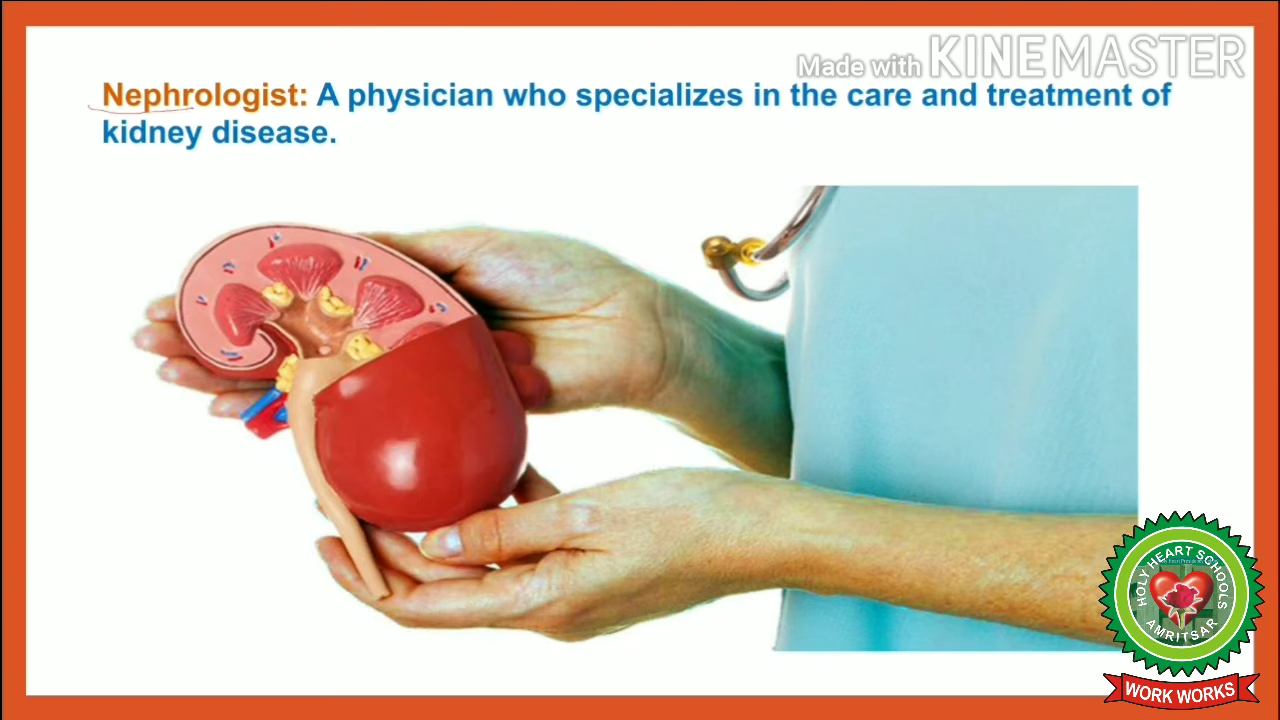 Made with KINEMASTER
Nephrologist: A physician who specializes in the care and treatment of
kidney disease.
HOLY HEART SCHOOLS
AMRITSAR
WORK WORKS